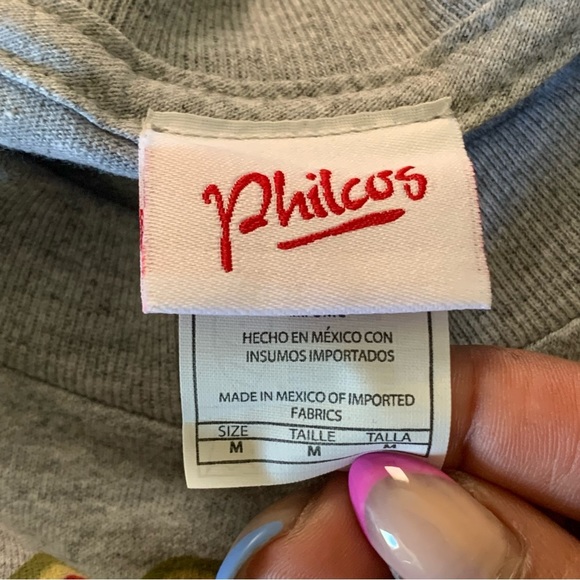 Philcos
HECHO EN MÉXICO CON
INSUMOS IMPORTADOS
MADE IN MEXICO OF IMPORTED
FABRICS
SIZE TAILLE TALLA
M M M